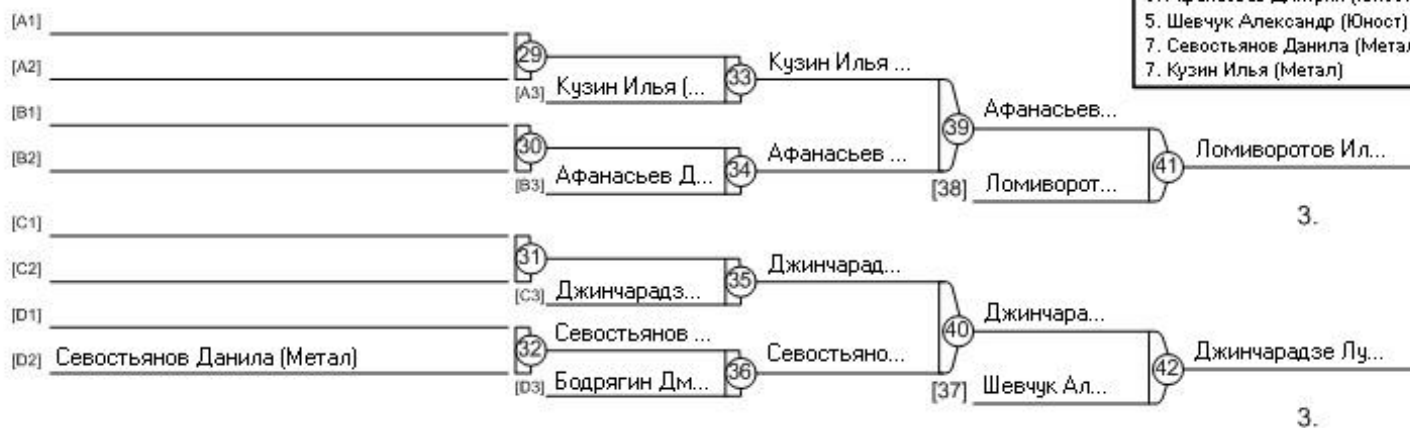 5. Шевчук Александр (Юност)
7. Севостьянов Данила (Метал
7. Кузин Илья (Метал)
[A1]
[A2]
29
[A3] Кузин Илья (...
33
Кузин Илья ...
[B1]
[B2]
30
[B3] Афанасьев Д...
34
Афанасьев ...
39
Афанасьев...
[38] Ломиворот...
41
Ломиворотов Ил...
3.
[C1]
[C2]
31
[C3] Джинчарадз...
35
Джинчарад...
[D1]
[D2] Севостьянов Данила (Метал)
32
Севостьянов ...
[D3] Бодрягин Дм...
36
Севостьяно...
40
Джинчара...
[37] Шевчук Ал...
42
Джинчарадзе Лу...
3.